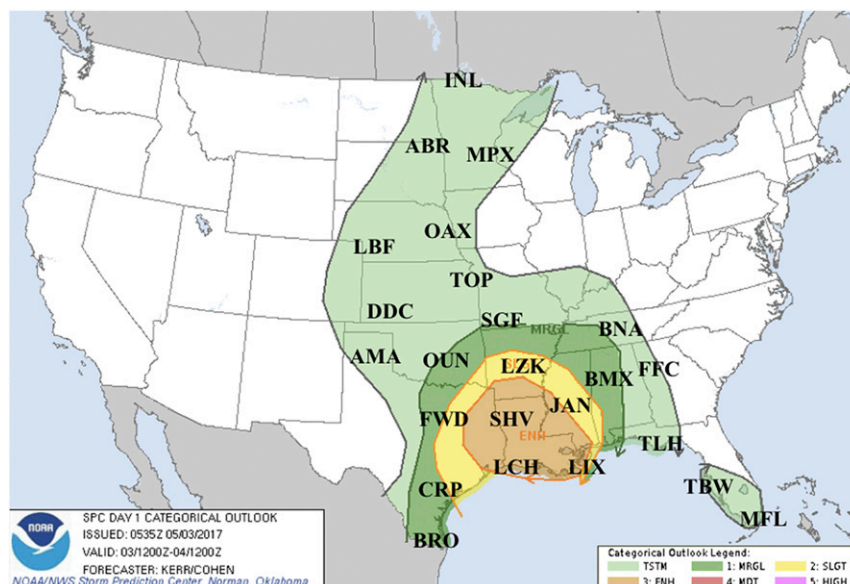 INL
ABR
MPX
OAX
LBF
TOP
DDC
SGF
MRGL
BNA
AMA
OUN
LZK
FFC
BMX
FWD
SHV
JAN
ENH
TLH
LCH
LIX
CRP
TBW
MFL
BRO
NOAA
SPC DAY 1 CATEGORICAL OUTLOOK
ISSUED: 0535Z 05/03/2017
VALID: 03/1200Z-04/1200Z
FORECASTER: KERR/COHEN
NOAA/NWS Storm Prediction Center, Norman, Oklahoma
Categorical Outlook Legend:
TSTM 1: MRGL 2: SLGT
3: ENH 4: MDT 5: HIGH